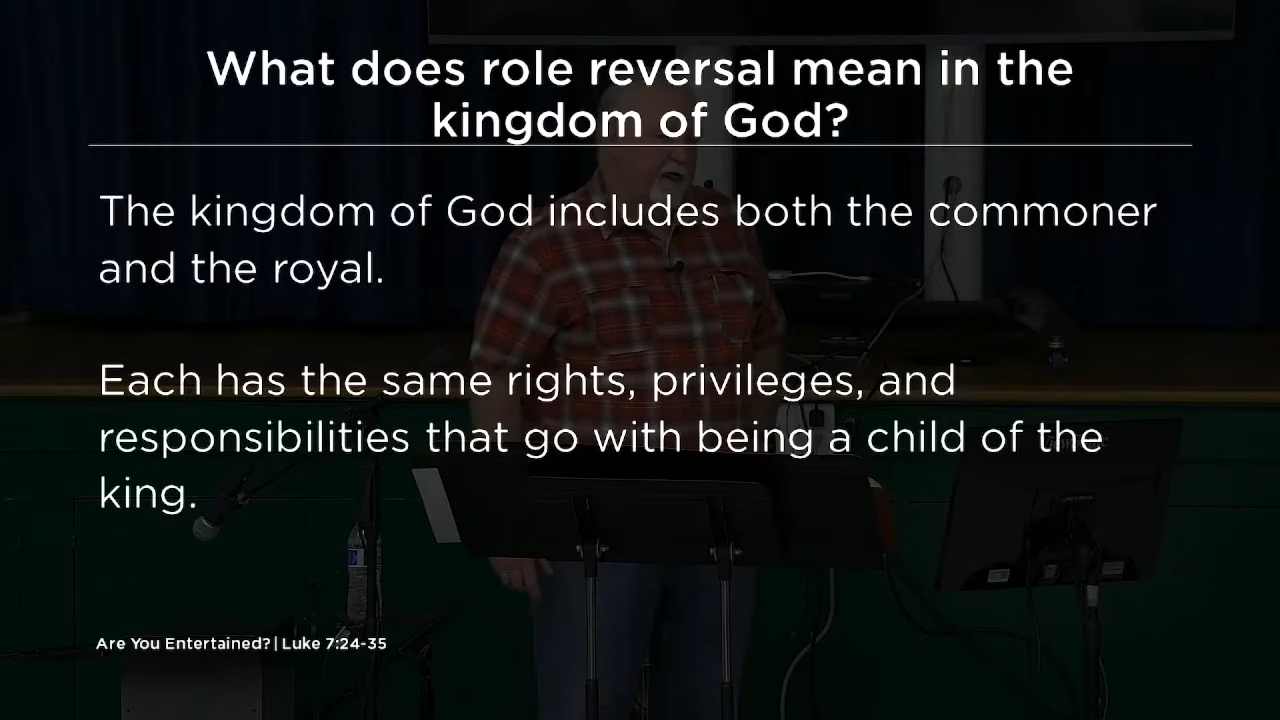 What does role reversal mean in the
kingdom of God?
The kingdom of God includes both the commoner
and the royal.
Each has the same rights, privileges, and
responsibilities that go with being a child of the
king.
Are You Entertained? | Luke 7:24-35